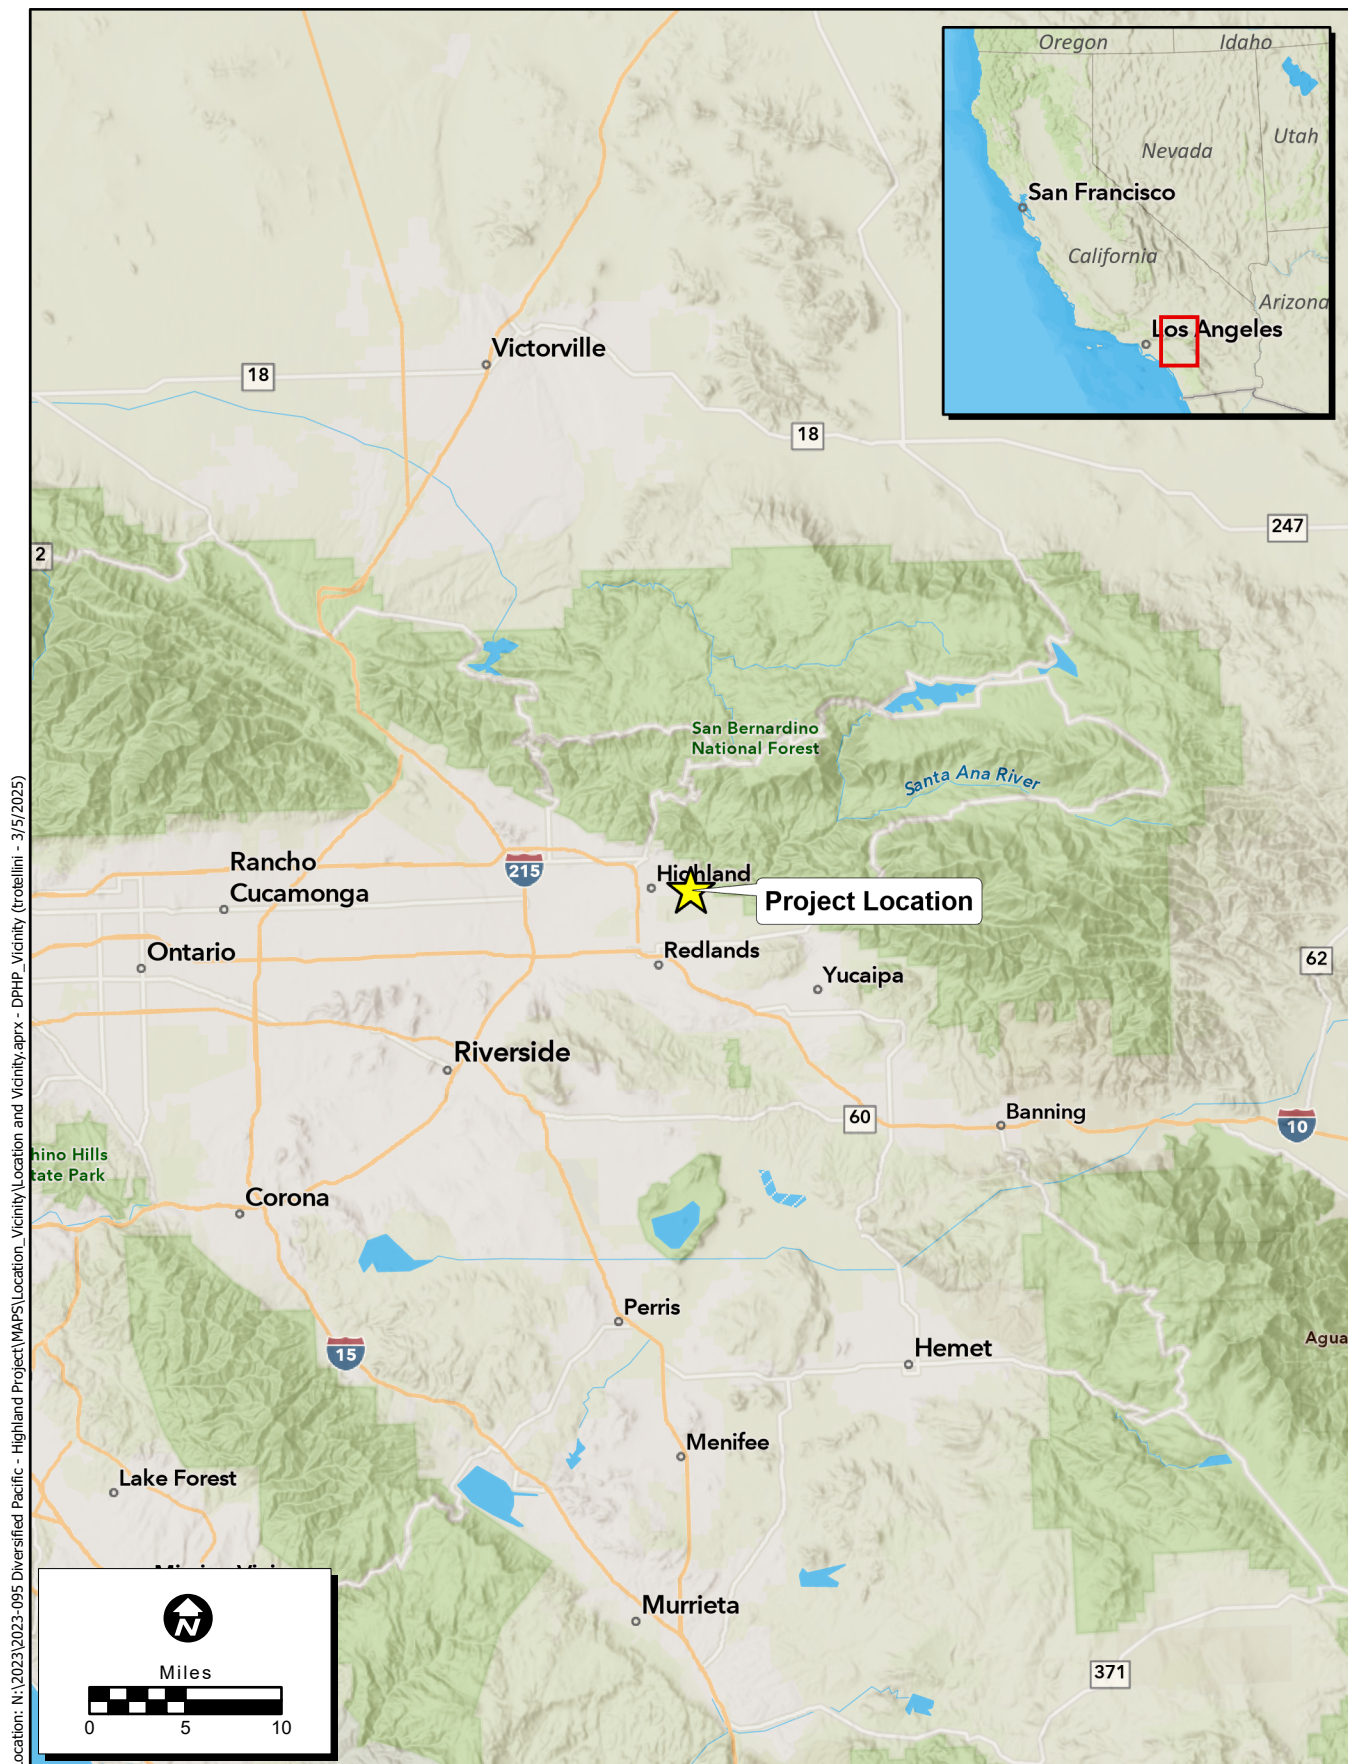 Oregon
Idaho
Nevada
Utah
San Francisco
California
Arizona
Los Angeles
Victorville
18
18
247
2
San Bernardino
National Forest
Santa Ana River
Rancho
Cucamonga
215
Highland
Project Location
Ontario
Redlands
Yucaipa
62
Riverside
60
Banning
10
hino Hills
tate Park
Corona
Perris
15
Hemet
Agua
Menifee
Lake Forest
Murrieta
371
N
Miles
0 5 10
ocation: N:\2023\2023-095 Diversified Pacific - Highland Project\MAPS\Location_Vicinity\Location and Vicinity.aprx - DPHP_Vicinity (trotellini - 3/5/2025)